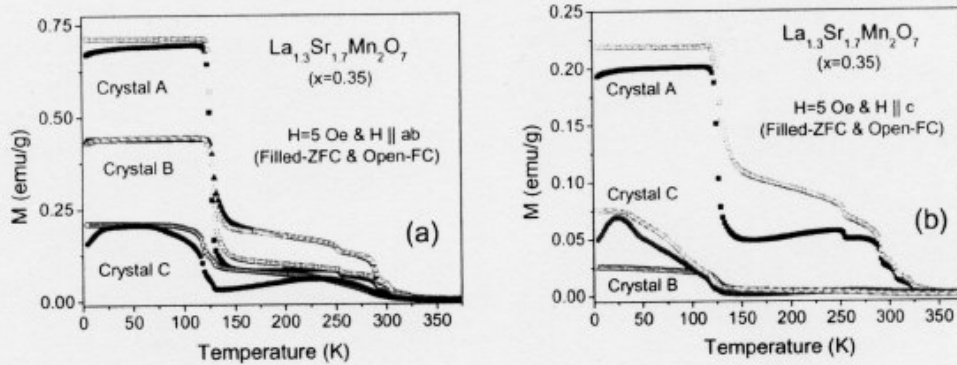 0.75
0.50
0.25
0.00
M (emu/g)
La1.3Sr1.7Mn2O7
(x=0.35)
Crystal A
H=5 Oe & H || ab
(Filled-ZFC & Open-FC)
Crystal B
(a)
Crystal C
0 50 100 150 200 250 300 350
Temperature (K)
0.25
0.20
0.15
0.10
0.05
0.00
M (emu/g)
La1.3Sr1.7Mn2O7
(x=0.35)
Crystal A
H=5 Oe & H || c
(Filled-ZFC & Open-FC)
Crystal C
(b)
Crystal B
0 50 100 150 200 250 300 350
Temperature (K)